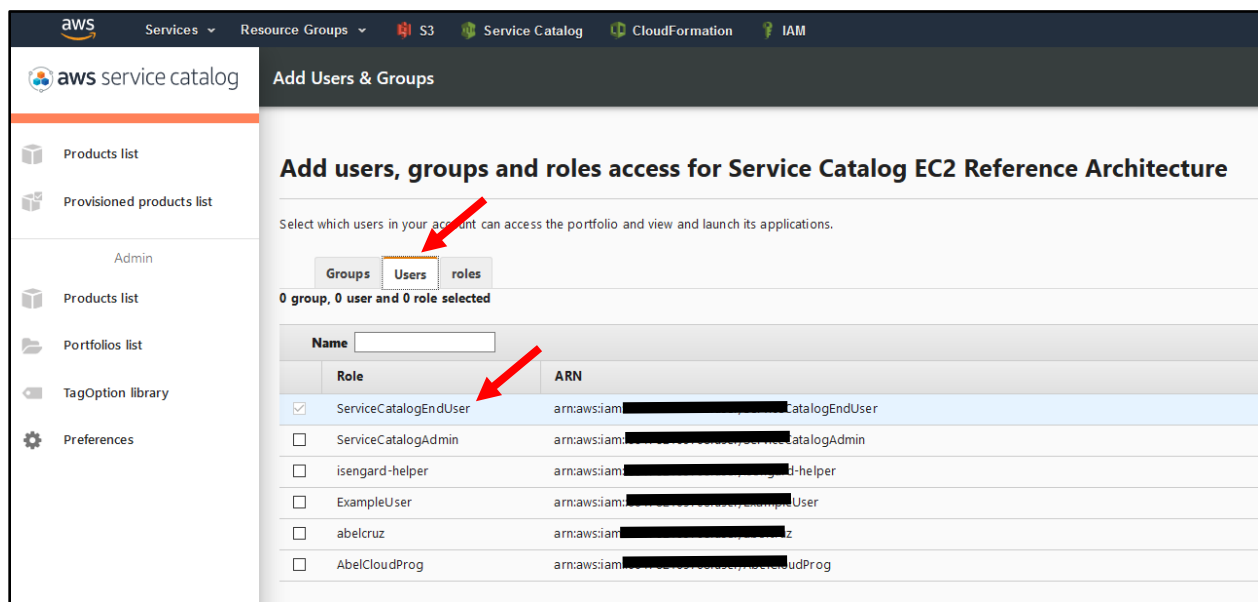 aws Services Resource Groups S3 Service Catalog CloudFormation IAM
aws service catalog
Add Users & Groups
Products list
Provisioned products list
Admin
Products list
Portfolios list
TagOption library
Preferences
Add users, groups and roles access for Service Catalog EC2 Reference Architecture
Select which users in your account can access the portfolio and view and launch its applications.
Groups Users roles
0 group, 0 user and 0 role selected
Name
Role ARN
ServiceCatalogEndUser arn:aws:iam: CatalogEndUser
ServiceCatalogAdmin arn:aws:iam: CatalogAdmin
isengard-helper arn:aws:iam: d-helper
ExampleUser arn:aws:iam: User
abelcruz arn:aws:iam z
AbelCloudProg arn:aws:iam udProg